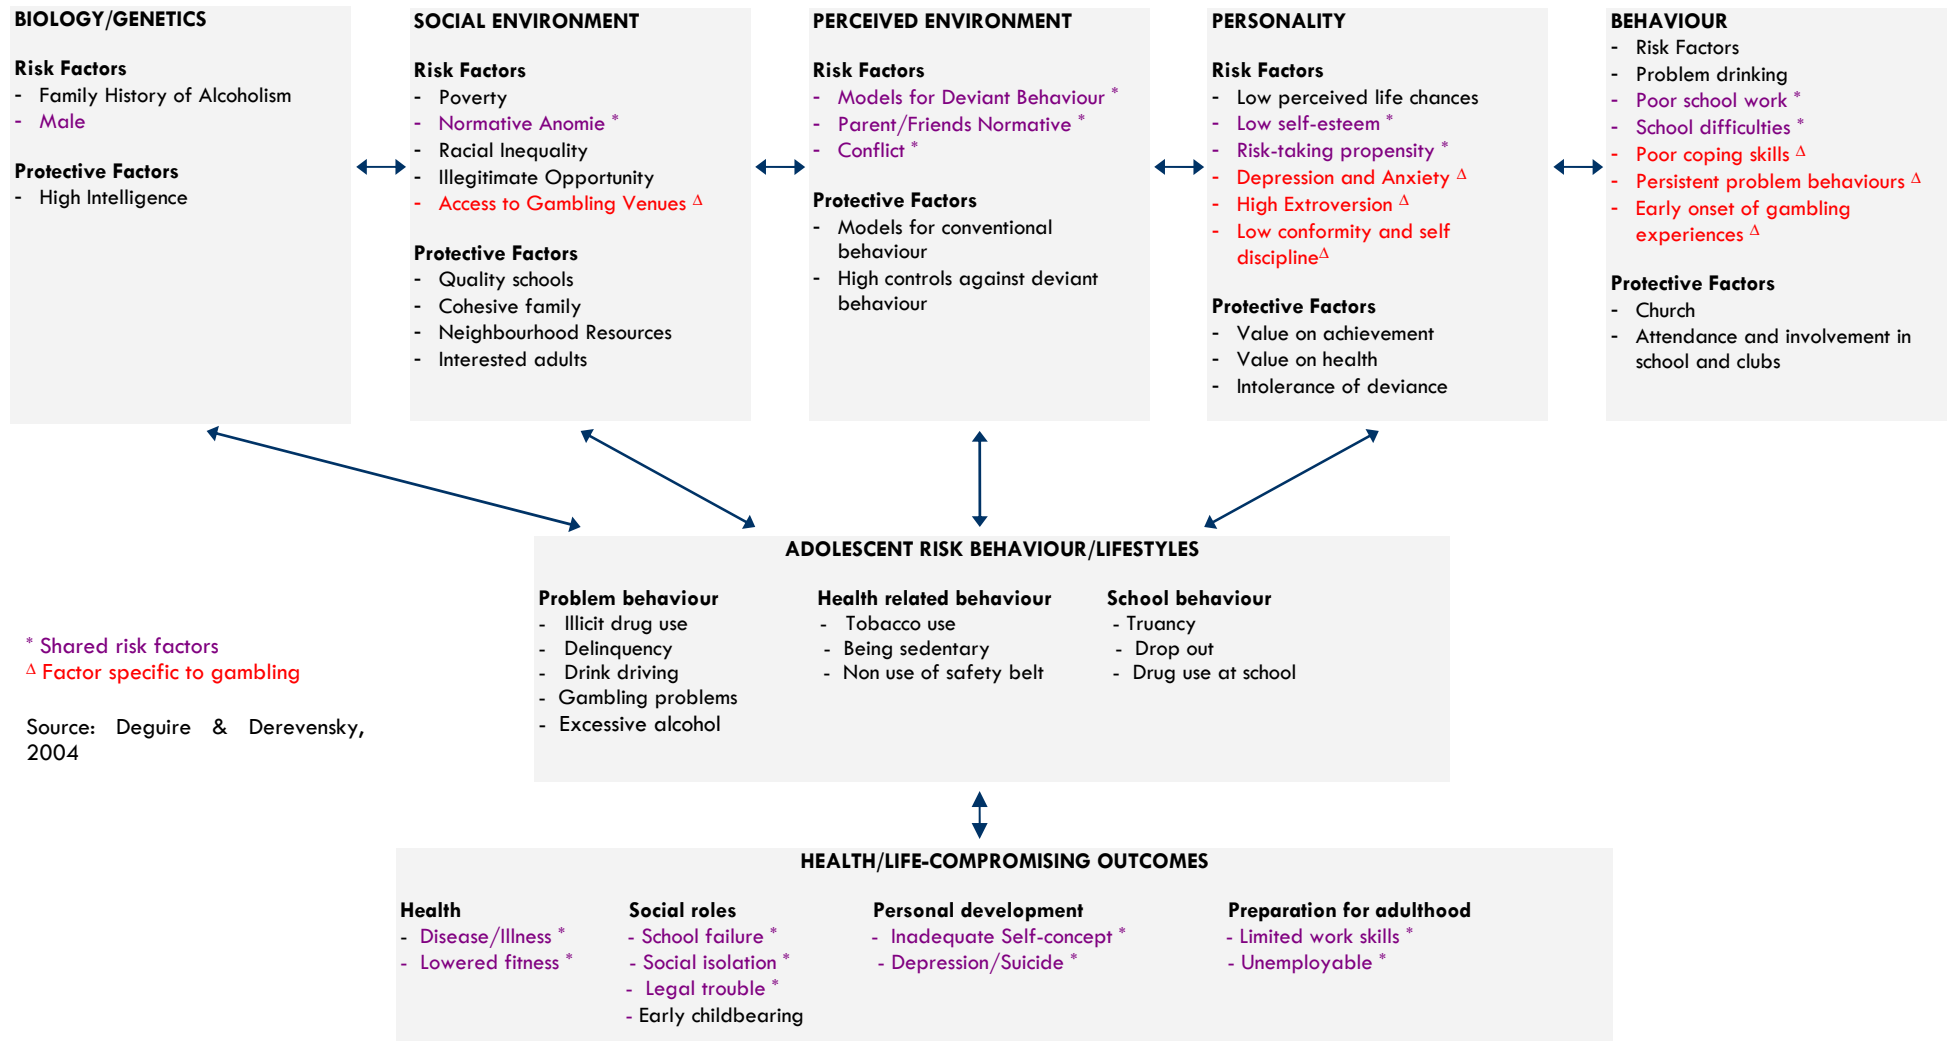 BIOLOGY/GENETICS
Risk Factors
- Family History of Alcoholism
- Male
Protective Factors
- High Intelligence
SOCIAL ENVIRONMENT
Risk Factors
- Poverty
- Normative Anomie *
- Racial Inequality
- Illegitimate Opportunity
- Access to Gambling Venues Δ
Protective Factors
- Quality schools
- Cohesive family
- Neighbourhood Resources
- Interested adults
PERCEIVED ENVIRONMENT
Risk Factors
- Models for Deviant Behaviour *
- Parent/Friends Normative *
- Conflict *
Protective Factors
- Models for conventional
behaviour
- High controls against deviant
behaviour
PERSONALITY
Risk Factors
- Low perceived life chances
- Low self-esteem *
- Risk-taking propensity *
- Depression and Anxiety Δ
- High Extroversion Δ
- Low conformity and self
disciplineΔ
Protective Factors
- Value on achievement
- Value on health
- Intolerance of deviance
BEHAVIOUR
- Risk Factors
- Problem drinking
- Poor school work *
- School difficulties *
- Poor coping skills Δ
- Persistent problem behaviours Δ
- Early onset of gambling
experiences Δ
Protective Factors
- Church
- Attendance and involvement in
school and clubs
ADOLESCENT RISK BEHAVIOUR/LIFESTYLES
Problem behaviour
- Illicit drug use
- Delinquency
- Drink driving
- Gambling problems
- Excessive alcohol
Health related behaviour
- Tobacco use
- Being sedentary
- Non use of safety belt
School behaviour
- Truancy
- Drop out
- Drug use at school
* Shared risk factors
Δ Factor specific to gambling
Source: Deguire & Derevensky,
2004
HEALTH/LIFE-COMPROMISING OUTCOMES
Health
- Disease/Illness *
- Lowered fitness *
Social roles
- School failure *
- Social isolation *
- Legal trouble *
- Early childbearing
Personal development
- Inadequate Self-concept *
- Depression/Suicide *
Preparation for adulthood
- Limited work skills *
- Unemployable *